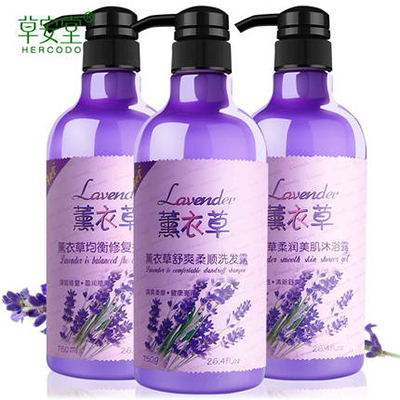 草安堂®
HERCODO
Lavender
薰衣草
薰衣草均衡修复
Lavender is balanced the
750
26.4
Lavender
薰衣草
薰衣草舒爽柔顺洗发露
Lavender is comfortable dandruff shampoo
750g
26.4fl.oz
Lavender
薰衣草
草柔润美肌沐浴露
smooth skin shower gel
26.4fl.oz